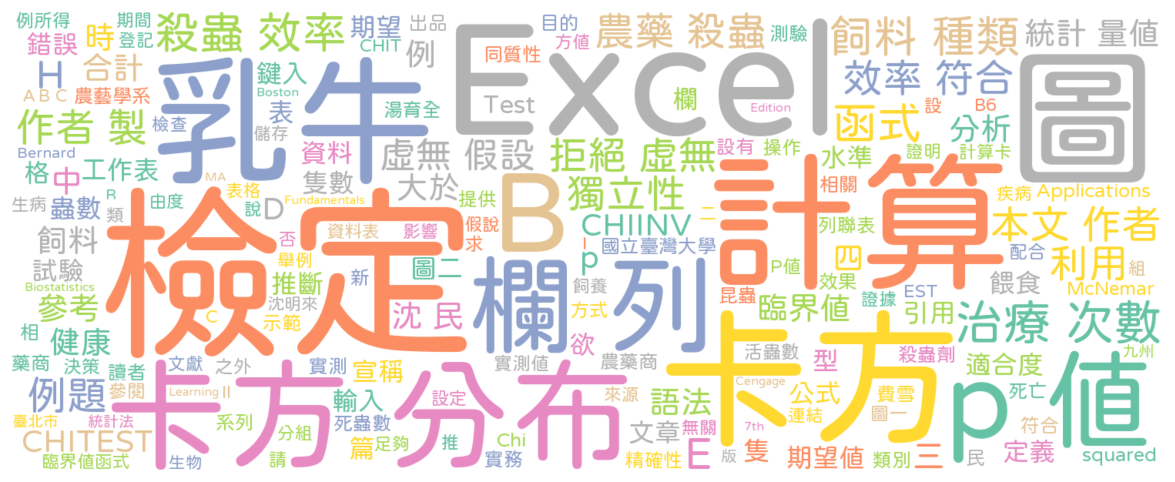 例所得 期間 殺蟲 效率 期望 出品 Excel 目的 農藥 殺蟲 測驗 飼料 種類 統計 量值
錯誤 登記 時 CHIT 例 同質性 方值 圖
H 合計 乳牛 鍵入 Test 欄 效率 符合
A B C 農藝學系 Boston 表 湯育全 Edition 函式 設 B6
作者 製 檢查 儲存 分析
Bernard 資料 虛無 假設 拒絕 虛無 設有 操作 水準 證明 計算卡
格 中 工作表 MA 隻數 大於 B 獨立性 計算 相關 疾病 Applications
生病 蟲數 類 R 由度 表格 說 Fundamentals D 提供 假說 二 CHIINV 列聯表 本文 作者
飼料 檢定 否 資料表 影響 求 I 國立臺灣大學 P值 四 配合
試驗 舉例 圖二 欄 列 p 效果 利用 組
Biostatistics 推斷 新 飼養 昆蟲 證據 EST 餵食 McNemar
參考 C 沈明來 示範 沈 民 方式 臨界值 引用
相 健康 欲 卡方 治療 次數
藥商 決策 讀者 文獻 之外 實測 宣稱 實測值 農藥商 活蟲數 型 殺蟲劑 適合度 九州
例題 參閱 Learning II 卡方分布 輸入 設定 來源 語法 Cengage 公式 費雪 死亡 p值
臺北市 統計法 系列 死蟲數 連結 圖一
CHITEST 分組 篇 足夠 推 Chi 文章 無關 7th 符合
臨界值函式 生物 請 實務 精確性 E 版 隻 期望值 類別 三 民 定義 squared